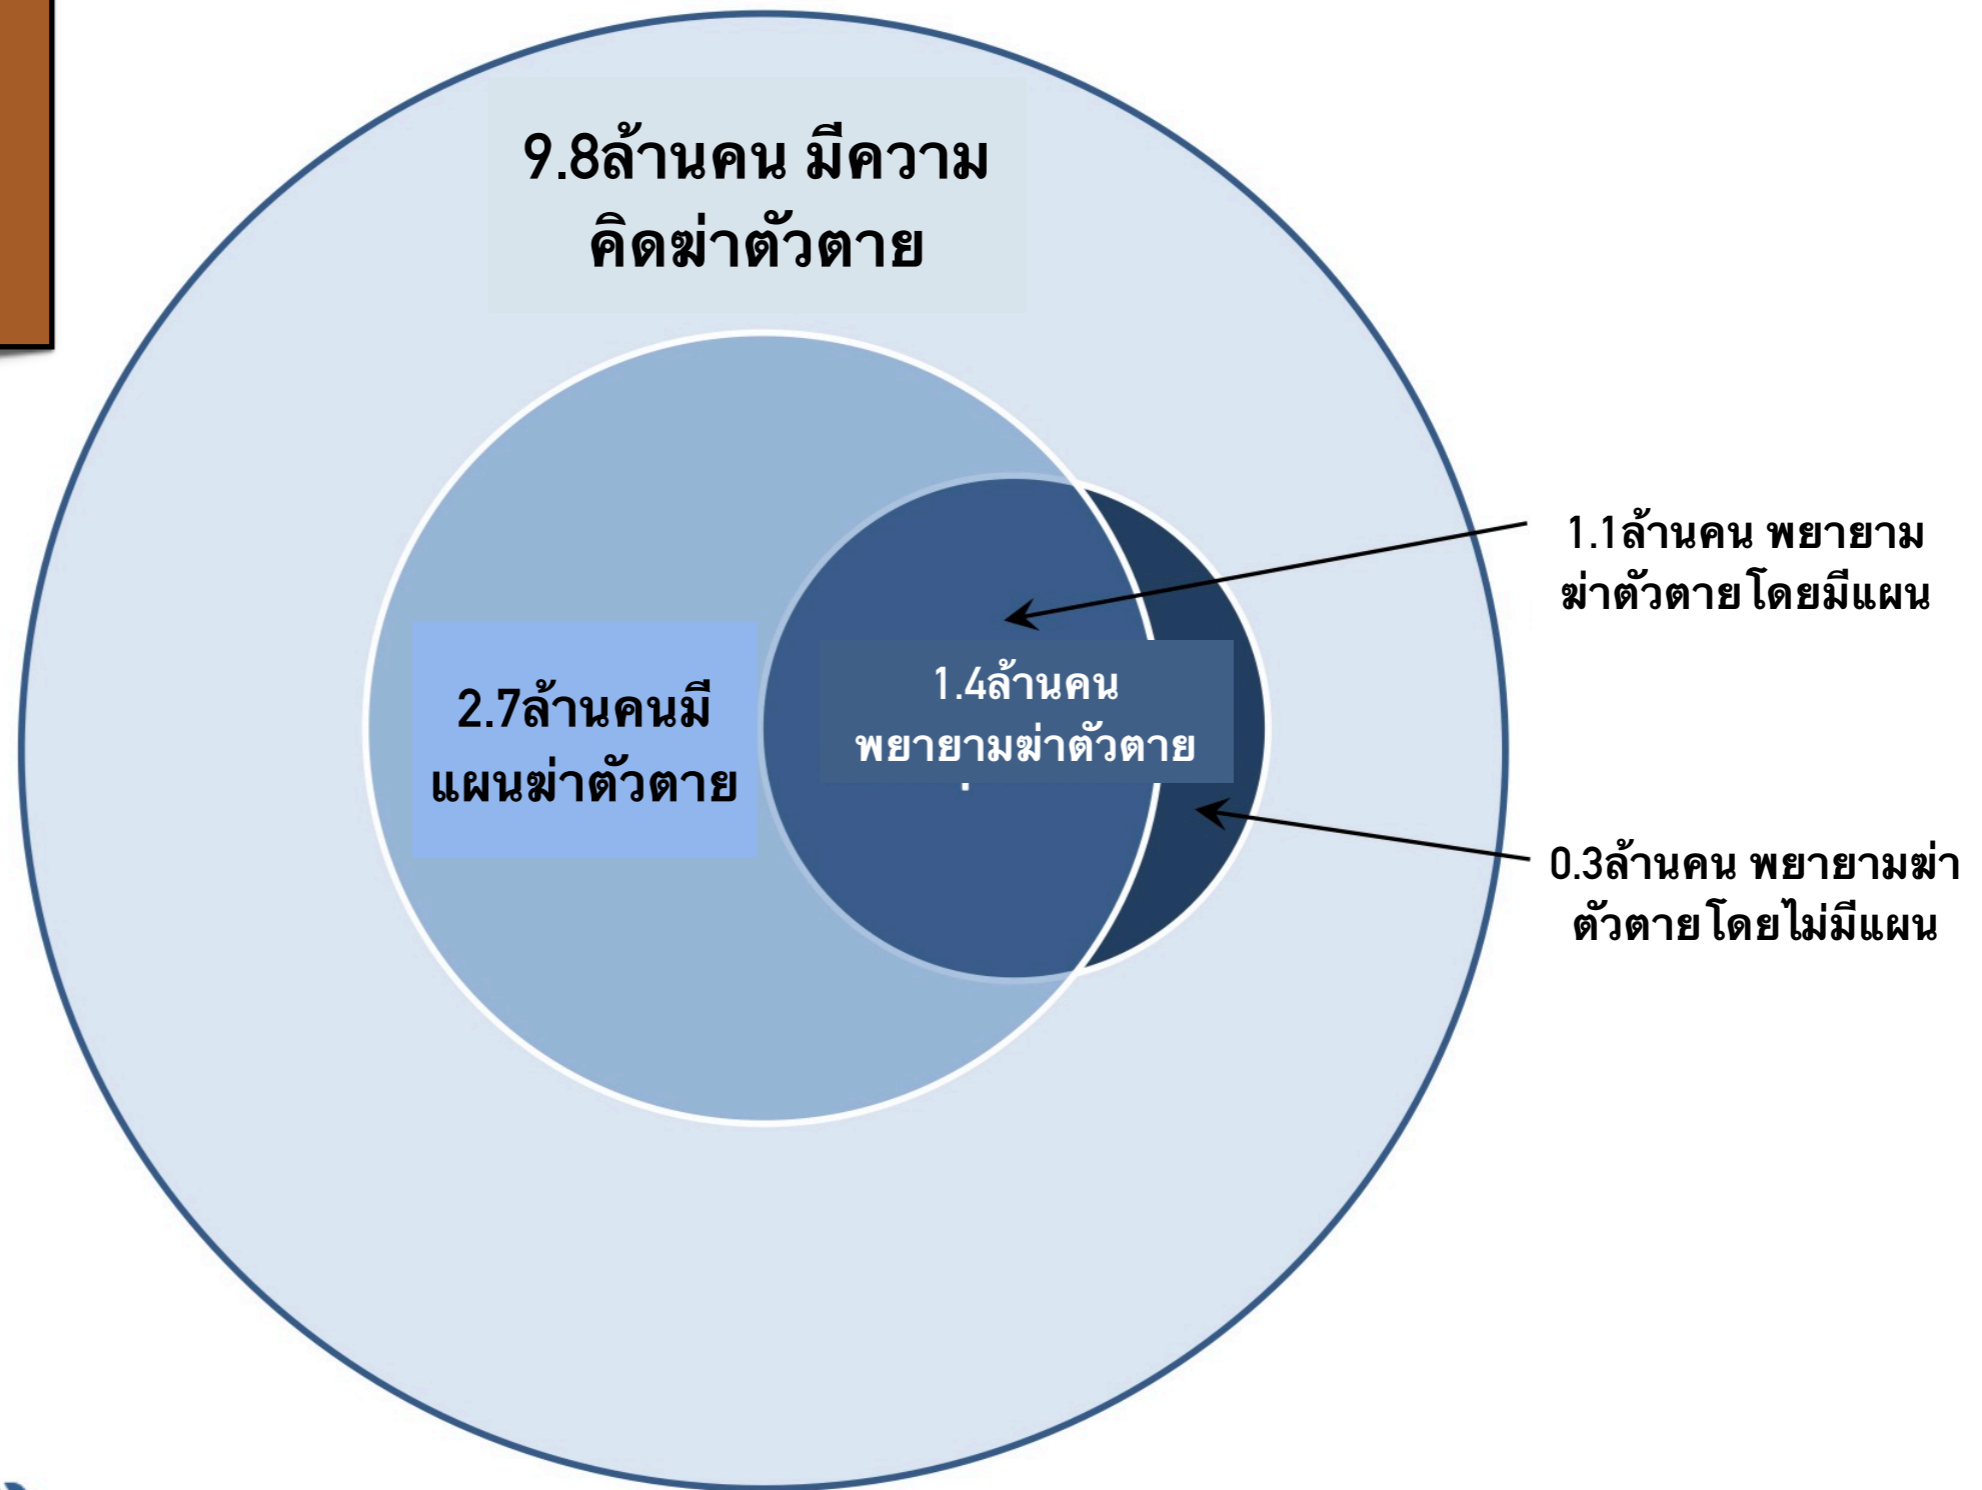 9.8ล้านคน มีความ
คิดฆ่าตัวตาย
1.1ล้านคน พยายาม
ฆ่าตัวตายโดยมีแผน
2.7ล้านคนมี
แผนฆ่าตัวตาย
1.4ล้านคน
พยายามฆ่าตัวตาย
0.3ล้านคน พยายามฆ่า
ตัวตายโดยไม่มีแผน